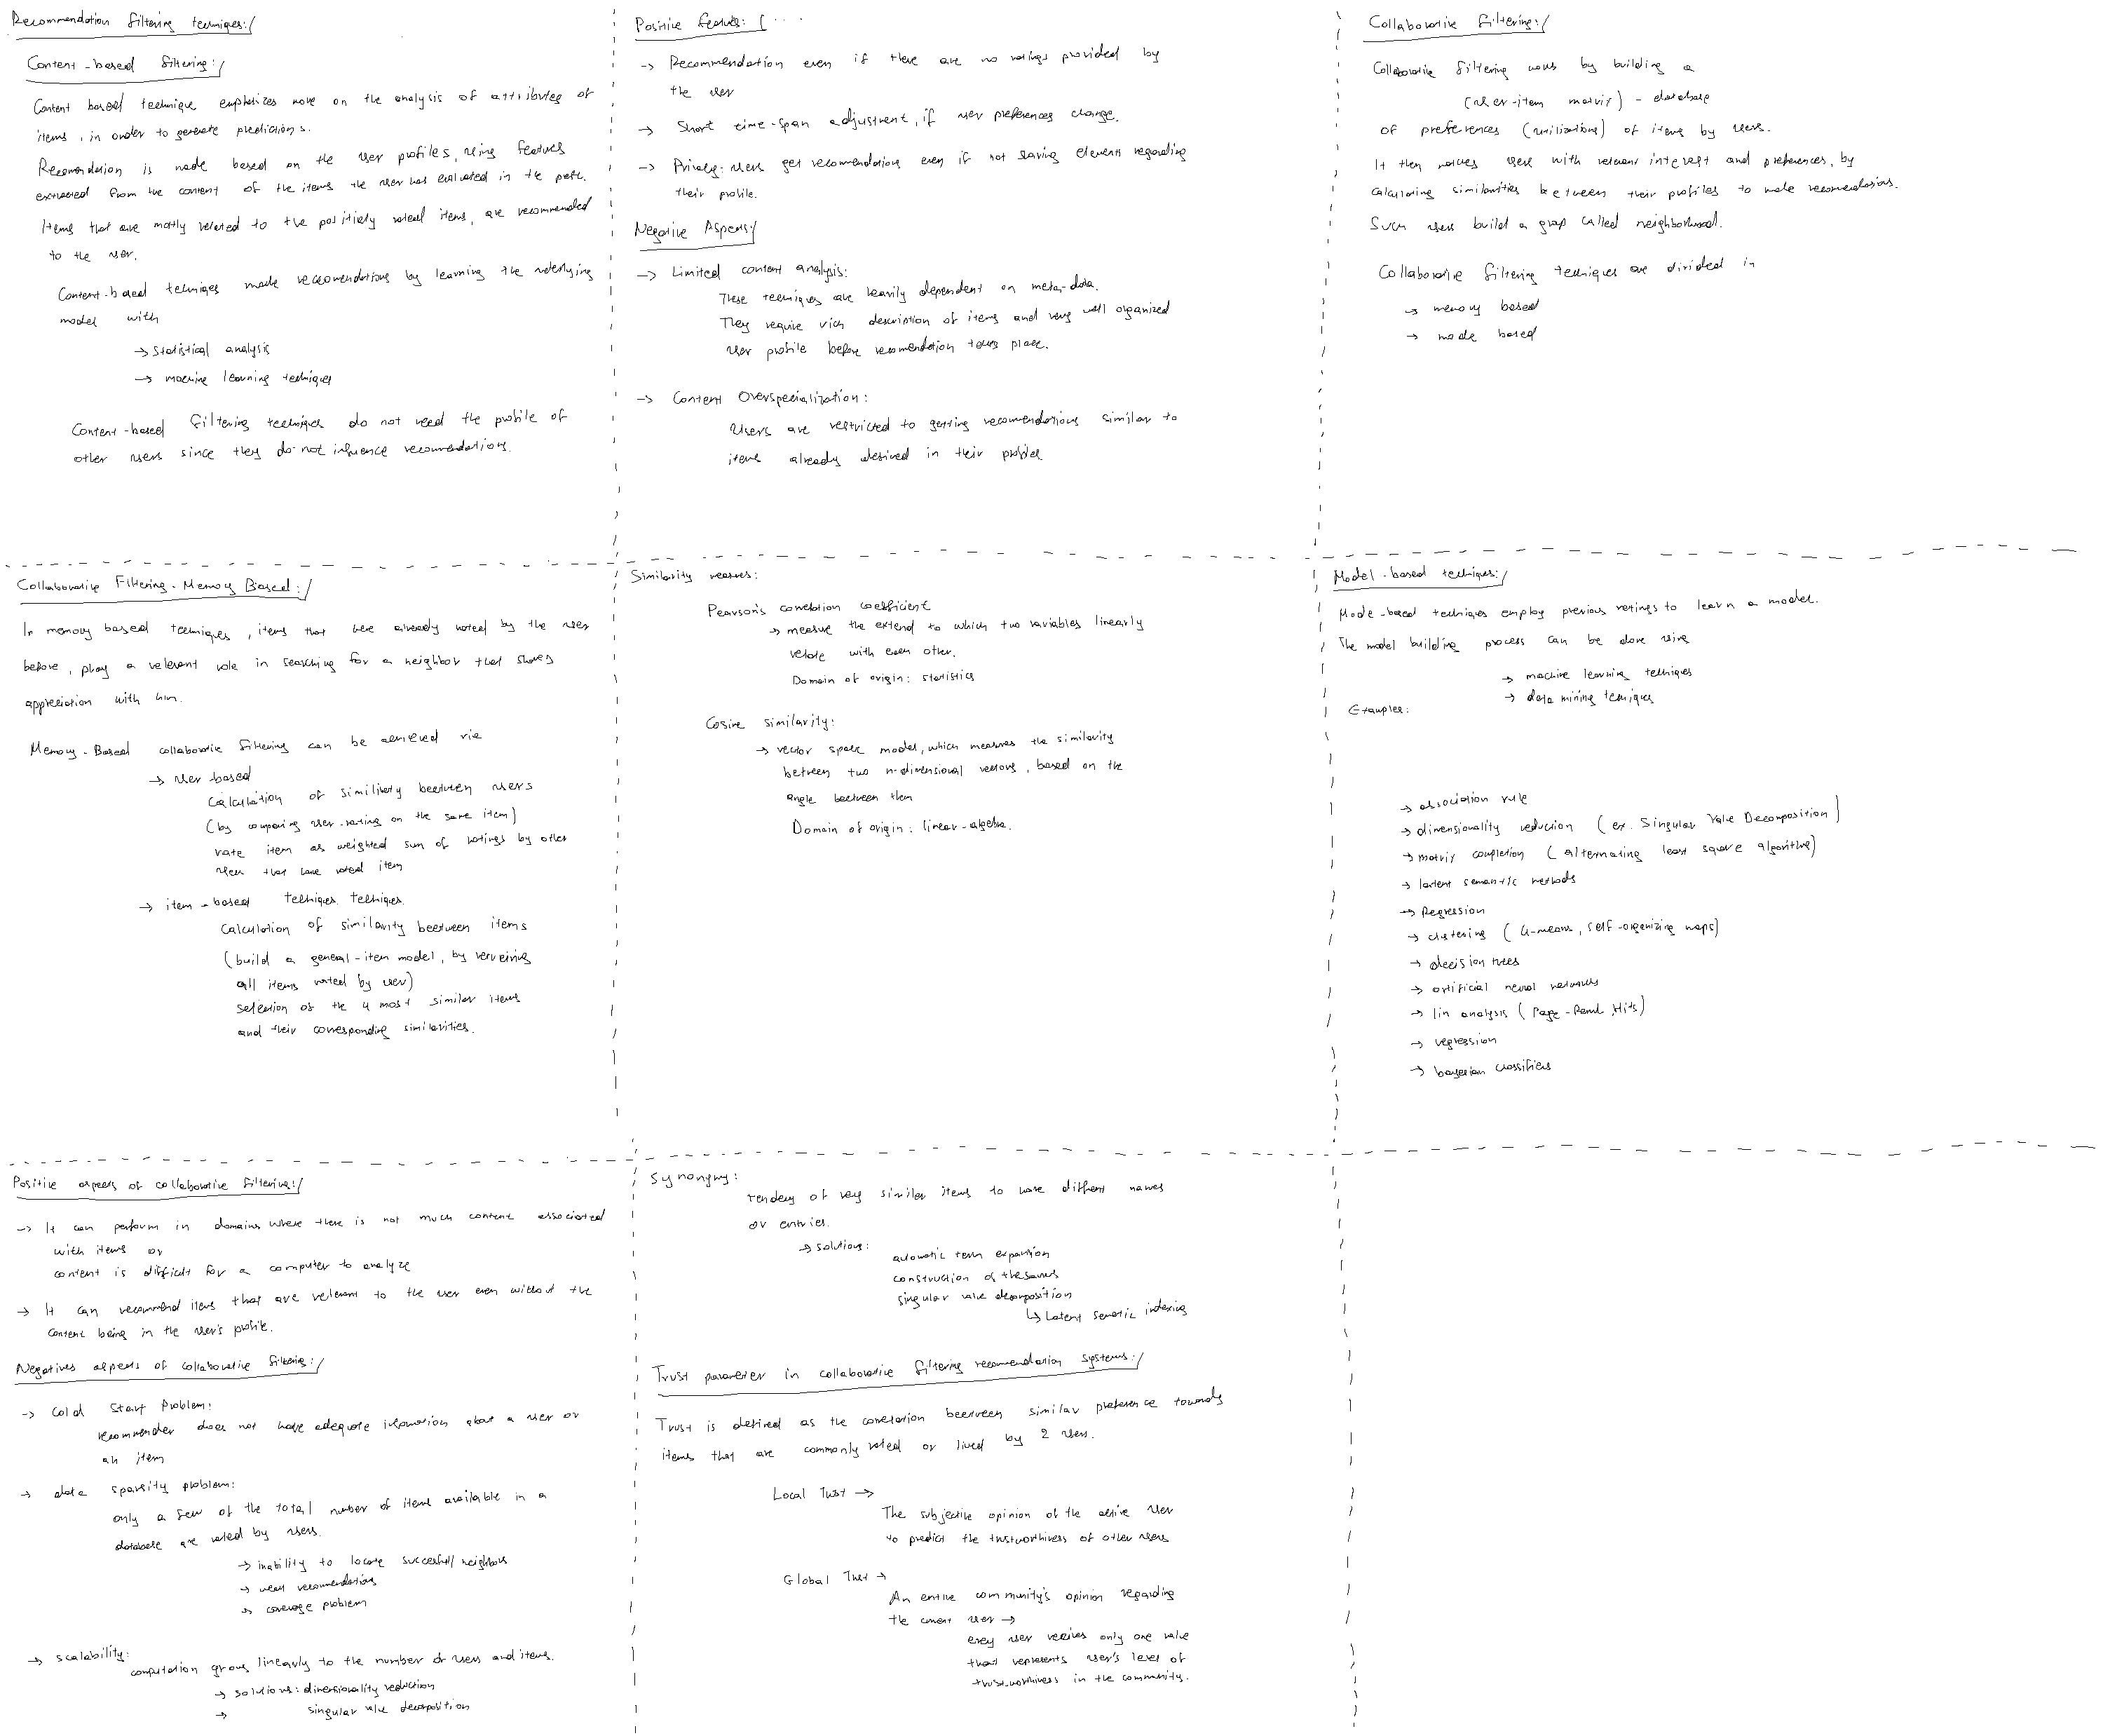 Recommendation filtering techniques:/
Content-based filtering:/
Content based technique emphatizes more on the analysis of attributes of
items, in order to generate predictions.
Recomendation is made based on the user profiles, using features
extracted from the content of the items the user has evaluated in the past.
Items that are mostly related to the positively rated items, are recommended
to the user.
Content-based techniqes made reccomendations by learning the underlying
model with
→ statistical analysis
→ machine learning techniques
Content-based filtering techniques do not need the profile of
other users since they do not influence recomendations.
Positive features: (....
→ Recommendation even if there are no ratings provided by
the user
→ Short time-span adjustment, if user preferences change.
→ Privacy: users get recomendations even if not sharing elements regarding
their profile.
Negative Aspects:/
→ Limited content analysis:
These techniques are heavily dependent on meta-data.
They require rich description of items and very well organized
user profile before recomendation takes place.
→ Content Overspecialization:
Users are restricted to getting recomendations similar to
items already defined in their profiles
Collaborative Filtering:/
Collaborative filtering works by building a
(user-item matrix) - database
of preferences (utilizations) of items by users.
It then matches users with relevant interest and preferences, by
calculating similarities between their profiles to make recomendations.
Such users build a group called neighborhood.
Collaborative filtering techniques are divided in
→ memory based
→ mode based
Collaborative Filtering-Memory Biased:/
In memory based techniques, items that were already rated by the user
before, play a relevant role in searching for a neighbor that shares
appreciation with him.
Memory-Based collaborative filtering can be achieved via
→ user-based
Calculation of similarity beetween users
(by comparing user-rating on the same item)
rate item as weighted sum of ratings by other
users that have rated item
→ item-based techniqes. techniqes.
Calculation of similarity beetween items
(build a general-item model, by retrieving
all items rated by user)
selection of the 4 most similar items
and their corresponding similarities.
Similarity measures:
Pearson's correlation coefficient
→ measure the extend to which two variables linearly
relate with each other.
Domain of origin: statistics
Cosine similarity:
→ vector space model, which measures the similarity
between two n-dimensional vectors, based on the
angle beetween them
Domain of origin: linear-algebra.
Model-based techniques:/
Mode-based techniques employ previous ratings to learn a model.
The model building process can be done using
→ machine learning techniques
→ data mining techniques
Examples:
→ association rule
→ dimensionality reduction (ex. Singular Value Decomposition)
→ matrix completion (alternating least square algorithm)
→ latent semantic methods
→ Regression
→ clustering (k-means, self-organizing maps)
→ decision trees
→ artificial neural networks
→ lin analysis (Page-Rank, Hits)
→ regression
→ bayesian classifiers
Positive aspects of collaborative filtering:/
→ It can perform in domains where there is not much content associated
with items or
content is difficult for a computer to analyze
→ It can recommend items that are relevant to the user even without the
content being in the user's profile.
Negatives aspects of collaborative filtering:/
→ Cold Start Problem:
recommender does not have adequate information about a user or
an item
→ data sparsity problem:
only a few of the total number of items available in a
database are rated by users.
→ inability to locate succesfull neighbors
→ weak recomendations
→ coverage problem
→ scalability:
computation grows linearly to the number of users and items.
→ solutions: dimensionality reduction
→ singular value decomposition
Synonymy:
Tendency of very similar items to have different names
or entries.
→ solutions:
automatic term expansion
construction of thesaurus
singular value decomposition
↳ Latent semantic indexing
Trust parameter in collaborative filtering recomendation systems:/
Trust is defined as the correlation beetween similar preference towards
items that are commonly rated or liked by 2 users.
Local Trust →
The subjective opinion of the active user
to predict the trustworthiness of other users
Global Trust →
An entire community's opinion regarding
the current user →
every user recives only one value
that represents user's level of
trustworthiness in the community.